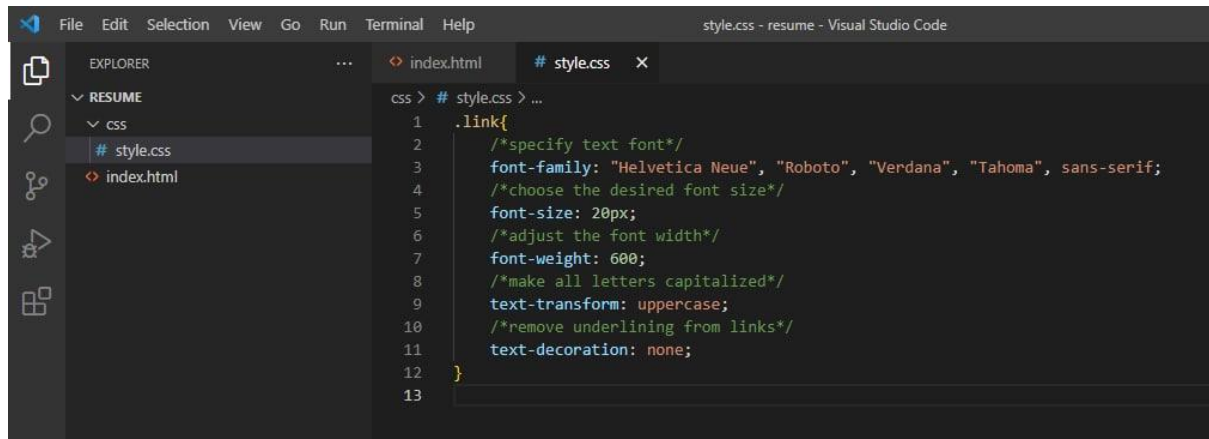 File Edit Selection View Go Run Terminal Help style.css - resume - Visual Studio Code
EXPLORER ...
RESUME
css
# style.css
<> index.html
<> index.html # style.css ×
css > # style.css > ...
1 .link{
2 /*specify text font*/
3 font-family: "Helvetica Neue", "Roboto", "Verdana", "Tahoma", sans-serif;
4 /*choose the desired font size*/
5 font-size: 20px;
6 /*adjust the font width*/
7 font-weight: 600;
8 /*make all letters capitalized*/
9 text-transform: uppercase;
10 /*remove underlining from links*/
11 text-decoration: none;
12 }
13